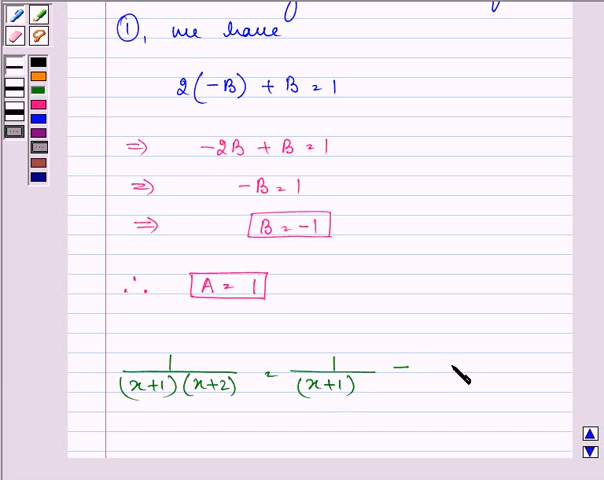 ①, we have
2(-B) + B = 1
⇒ -2B + B = 1
⇒ -B = 1
⇒ B = -1
∴ A = 1
1/((x+1)(x+2)) = 1/(x+1) -